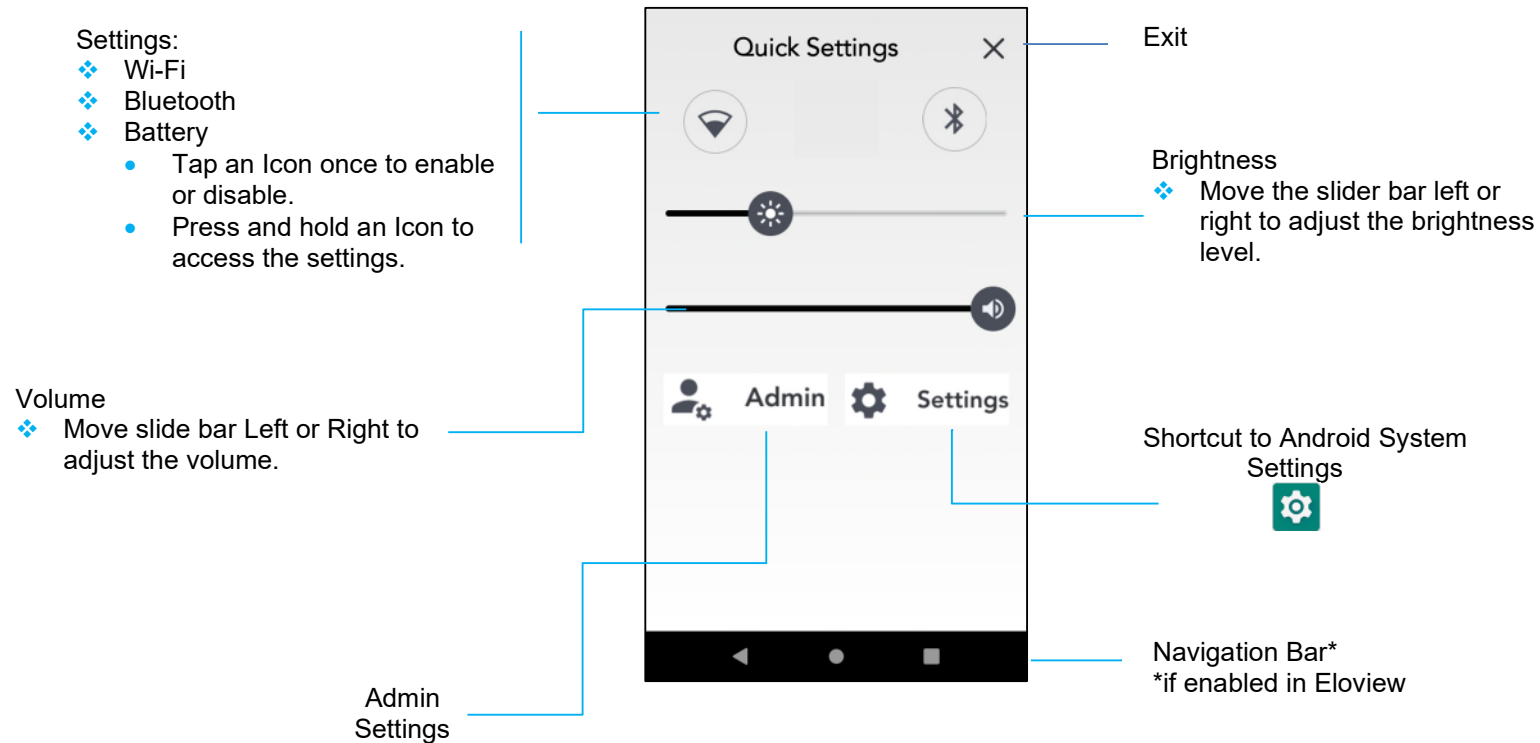 Settings:
Wi-Fi
Bluetooth
Battery
Tap an Icon once to enable
or disable.
Press and hold an Icon to
access the settings.
Volume
Move slide bar Left or Right to
adjust the volume.
Admin
Settings
Quick Settings
Admin
Settings
Exit
Brightness
Move the slider bar left or
right to adjust the brightness
level.
Shortcut to Android System
Settings
Navigation Bar*
*if enabled in Eloview